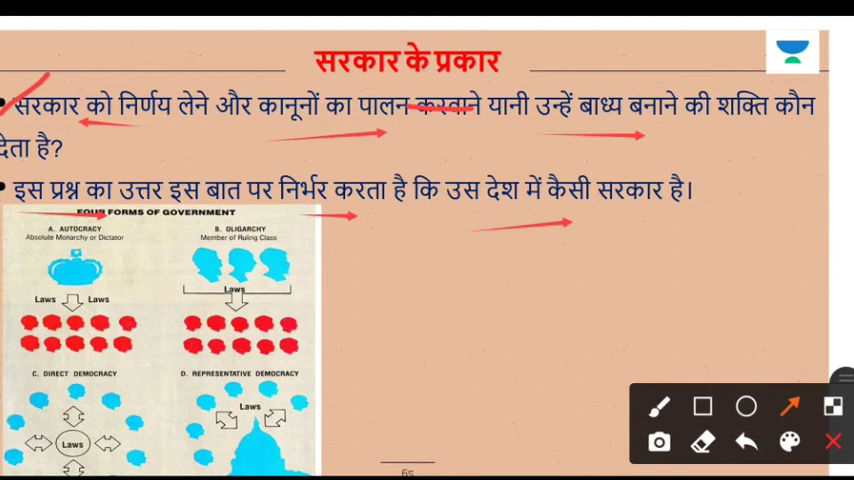 सरकार के प्रकार
सरकार को निर्णय लेने और कानूनों का पालन करवाने यानी उन्हें बाध्य बनाने की शक्ति कौन
देता है?
इस प्रश्न का उत्तर इस बात पर निर्भर करता है कि उस देश में कैसी सरकार है।
FOUR FORMS OF GOVERNMENT
A. AUTOCRACY
Absolute Monarchy or Dictator
Laws Laws
B. OLIGARCHY
Member of Ruling Class
Laws
C. DIRECT DEMOCRACY
Laws
D. REPRESENTATIVE DEMOCRACY
Laws
65